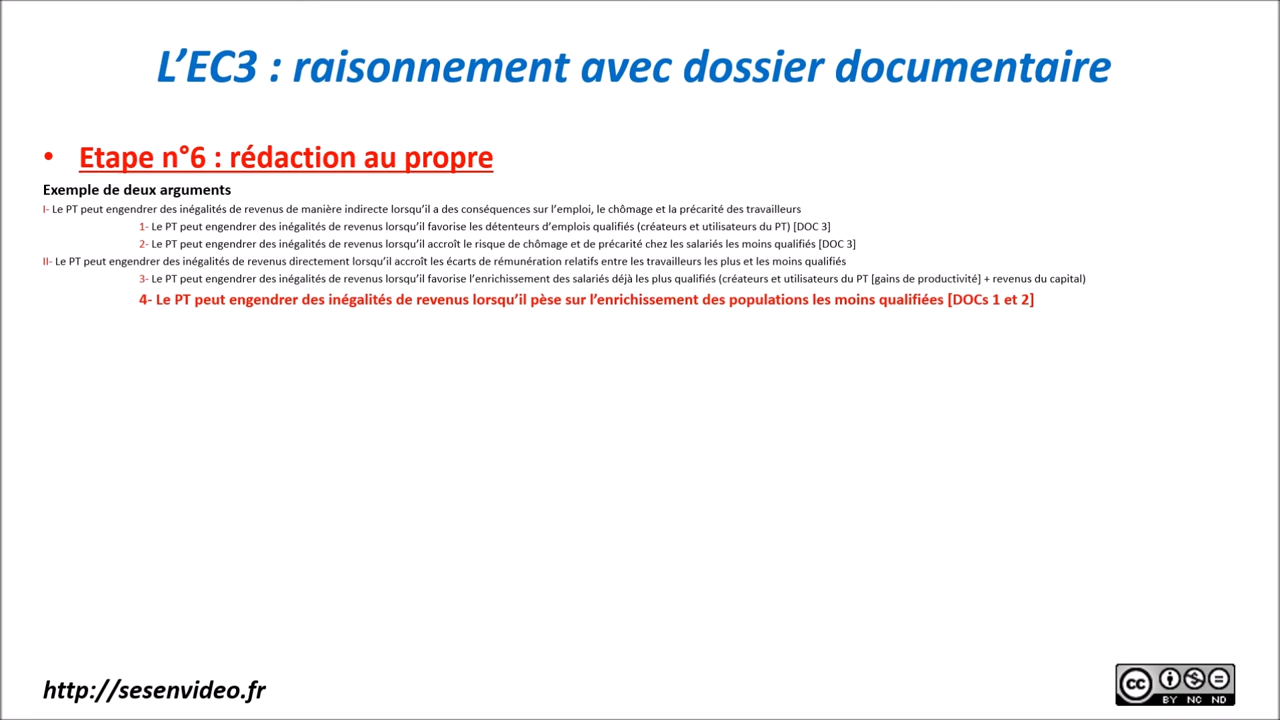 L’EC3 : raisonnement avec dossier documentaire
• Etape n°6 : rédaction au propre
Exemple de deux arguments
I- Le PT peut engendrer des inégalités de revenus de manière indirecte lorsqu’il a des conséquences sur l’emploi, le chômage et la précarité des travailleurs
1- Le PT peut engendrer des inégalités de revenus lorsqu’il favorise les détenteurs d’emplois qualifiés (créateurs et utilisateurs du PT) [DOC 3]
2- Le PT peut engendrer des inégalités de revenus lorsqu’il accroît le risque de chômage et de précarité chez les salariés les moins qualifiés [DOC 3]
II- Le PT peut engendrer des inégalités de revenus directement lorsqu’il accroît les écarts de rémunération relatifs entre les travailleurs les plus et les moins qualifiés
3- Le PT peut engendrer des inégalités de revenus lorsqu’il favorise l’enrichissement des salariés déjà les plus qualifiés (créateurs et utilisateurs du PT [gains de productivité] + revenus du capital)
4- Le PT peut engendrer des inégalités de revenus lorsqu’il pèse sur l’enrichissement des populations les moins qualifiées [DOCs 1 et 2]
http://sesenvideo.fr
cc
BY NC ND